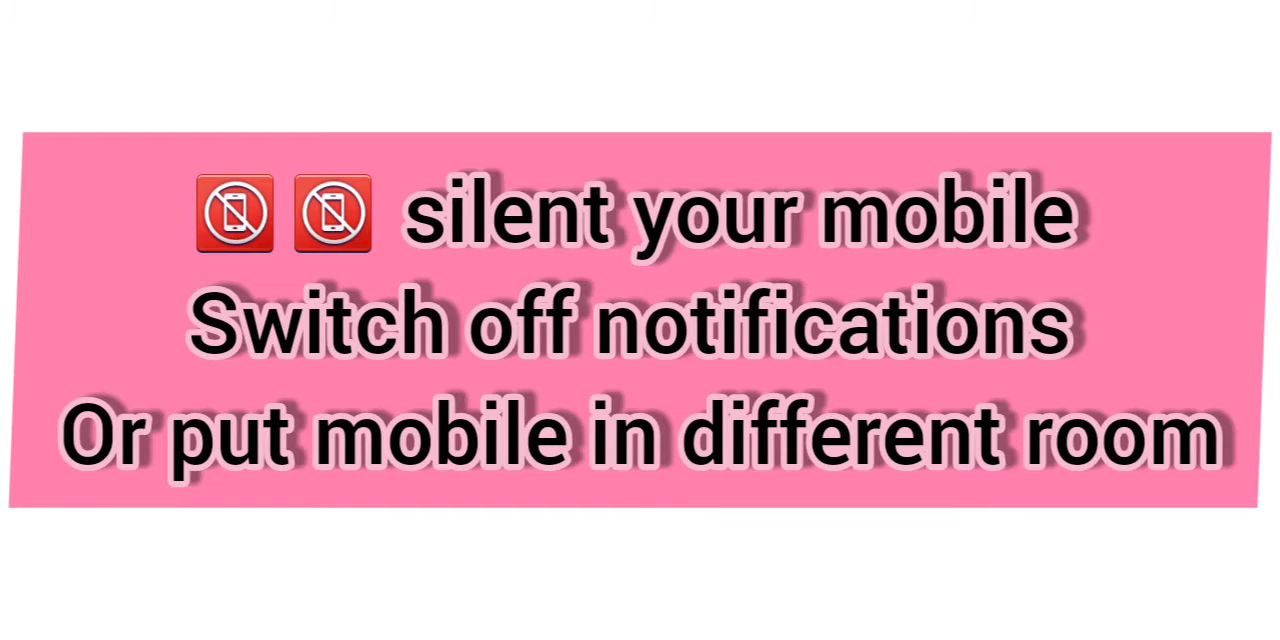 📵 📵 silent your mobile
Switch off notifications
Or put mobile in different room